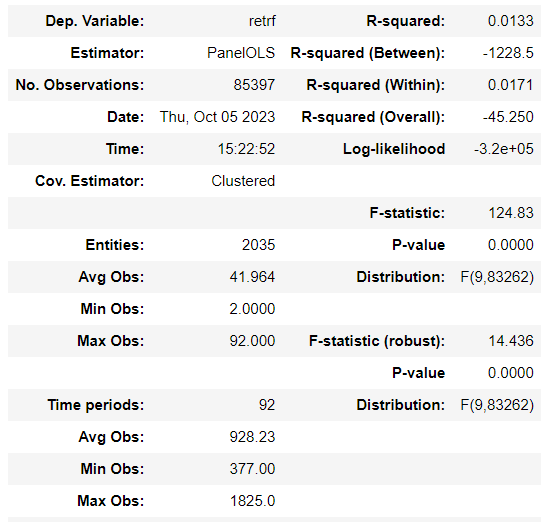 Dep. Variable: retrf R-squared: 0.0133
Estimator: PanelOLS R-squared (Between): -1228.5
No. Observations: 85397 R-squared (Within): 0.0171
Date: Thu, Oct 05 2023 R-squared (Overall): -45.250
Time: 15:22:52 Log-likelihood -3.2e+05
Cov. Estimator: Clustered
F-statistic: 124.83
Entities: 2035 P-value 0.0000
Avg Obs: 41.964 Distribution: F(9,83262)
Min Obs: 2.0000
Max Obs: 92.000 F-statistic (robust): 14.436
P-value 0.0000
Time periods: 92 Distribution: F(9,83262)
Avg Obs: 928.23
Min Obs: 377.00
Max Obs: 1825.0